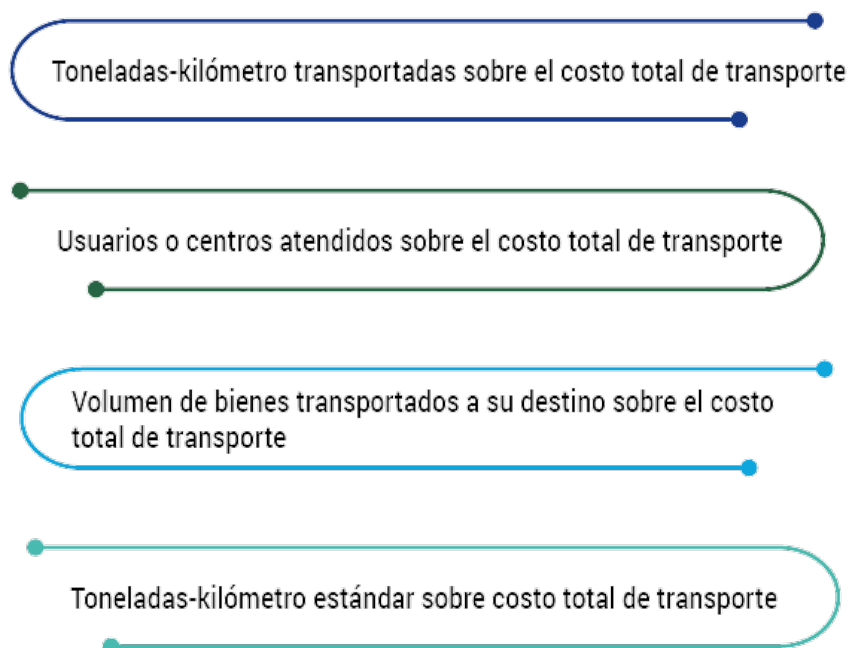 Toneladas-kilómetro transportadas sobre el costo total de transporte
Usuarios o centros atendidos sobre el costo total de transporte
Volumen de bienes transportados a su destino sobre el costo
total de transporte
Toneladas-kilómetro estándar sobre costo total de transporte